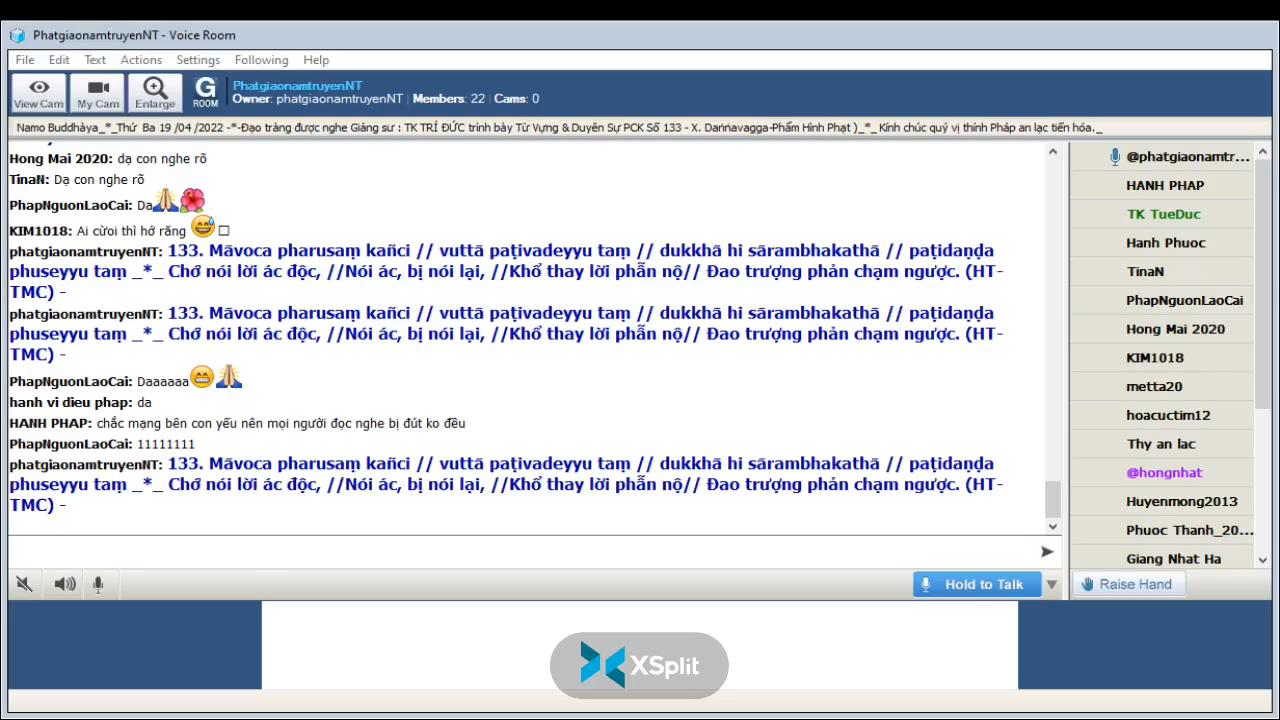 PhatgiaonamtruyenNT - Voice Room
File Edit Text Actions Settings Following Help
View Cam My Cam Enlarge G ROOM
PhatgiaonamtruyenNT
Owner: phatgiaonamtruyenNT | Members: 22 | Cams: 0
Namo Buddhàya_*_Thứ Ba 19 /04 /2022 -*-Đạo tràng được nghe Giảng sư : TK TRÍ ĐỨC trình bày Từ Vựng & Duyên Sự PCK Số 133 - X. Daṇṇavagga-Phẩm Hình Phạt )_*_ Kính chúc quý vị thính Pháp an lạc tiến hóa._
Hong Mai 2020: dạ con nghe rõ
TinaN: Dạ con nghe rõ
PhapNguonLaoCai: Da
KIM1018: Ai cừoi thì hở răng
phatgiaonamtruyenNT: 133. Māvoca pharusaṃ kañci // vuttā paṭivadeyyu taṃ // dukkhā hi sārambhakathā // paṭidaṇḍa
phuseyyu taṃ _*_ Chớ nói lời ác độc, //Nói ác, bị nói lại, //Khổ thay lời phẫn nộ// Đao trượng phản chạm ngược. (HT-
TMC) -
phatgiaonamtruyenNT: 133. Māvoca pharusaṃ kañci // vuttā paṭivadeyyu taṃ // dukkhā hi sārambhakathā // paṭidaṇḍa
phuseyyu taṃ _*_ Chớ nói lời ác độc, //Nói ác, bị nói lại, //Khổ thay lời phẫn nộ// Đao trượng phản chạm ngược. (HT-
TMC) -
PhapNguonLaoCai: Daaaaaa
hanh vi dieu phap: da
HANH PHAP: chắc mạng bên con yếu nên mọi người đọc nghe bị đút ko đều
PhapNguonLaoCai: 11111111
phatgiaonamtruyenNT: 133. Māvoca pharusaṃ kañci // vuttā paṭivadeyyu taṃ // dukkhā hi sārambhakathā // paṭidaṇḍa
phuseyyu taṃ _*_ Chớ nói lời ác độc, //Nói ác, bị nói lại, //Khổ thay lời phẫn nộ// Đao trượng phản chạm ngược. (HT-
TMC) -
@phatgiaonamtr...
HANH PHAP
TK TueDuc
Hanh Phuoc
TinaN
PhapNguonLaoCai
Hong Mai 2020
KIM1018
metta20
hoacuctim12
Thy an lac
@hongnhat
Huyenmong2013
Phuoc Thanh_20...
Giang Nhat Ha
Hold to Talk
Raise Hand
XSplit